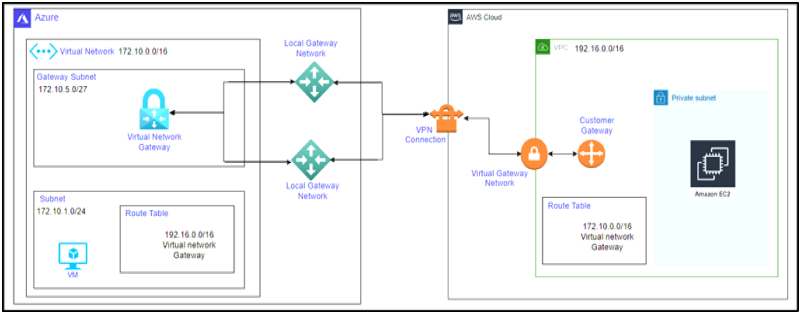 Azure
Virtual Network 172.10.0.0/16
Gateway Subnet
172.10.5.0/27
Virtual Network
Gateway
Subnet
172.10.1.0/24
VM
Route Table
192.16.0.0/16
Virtual network
Gateway
Local Gateway
Network
Local Gateway
Network
VPN
Connection
aws
AWS Cloud
VPC 192.16.0.0/16
Virtual Gateway
Network
Customer
Gateway
Route Table
172.10.0.0/16
Virtual network
Gateway
Private subnet
Amazon EC2